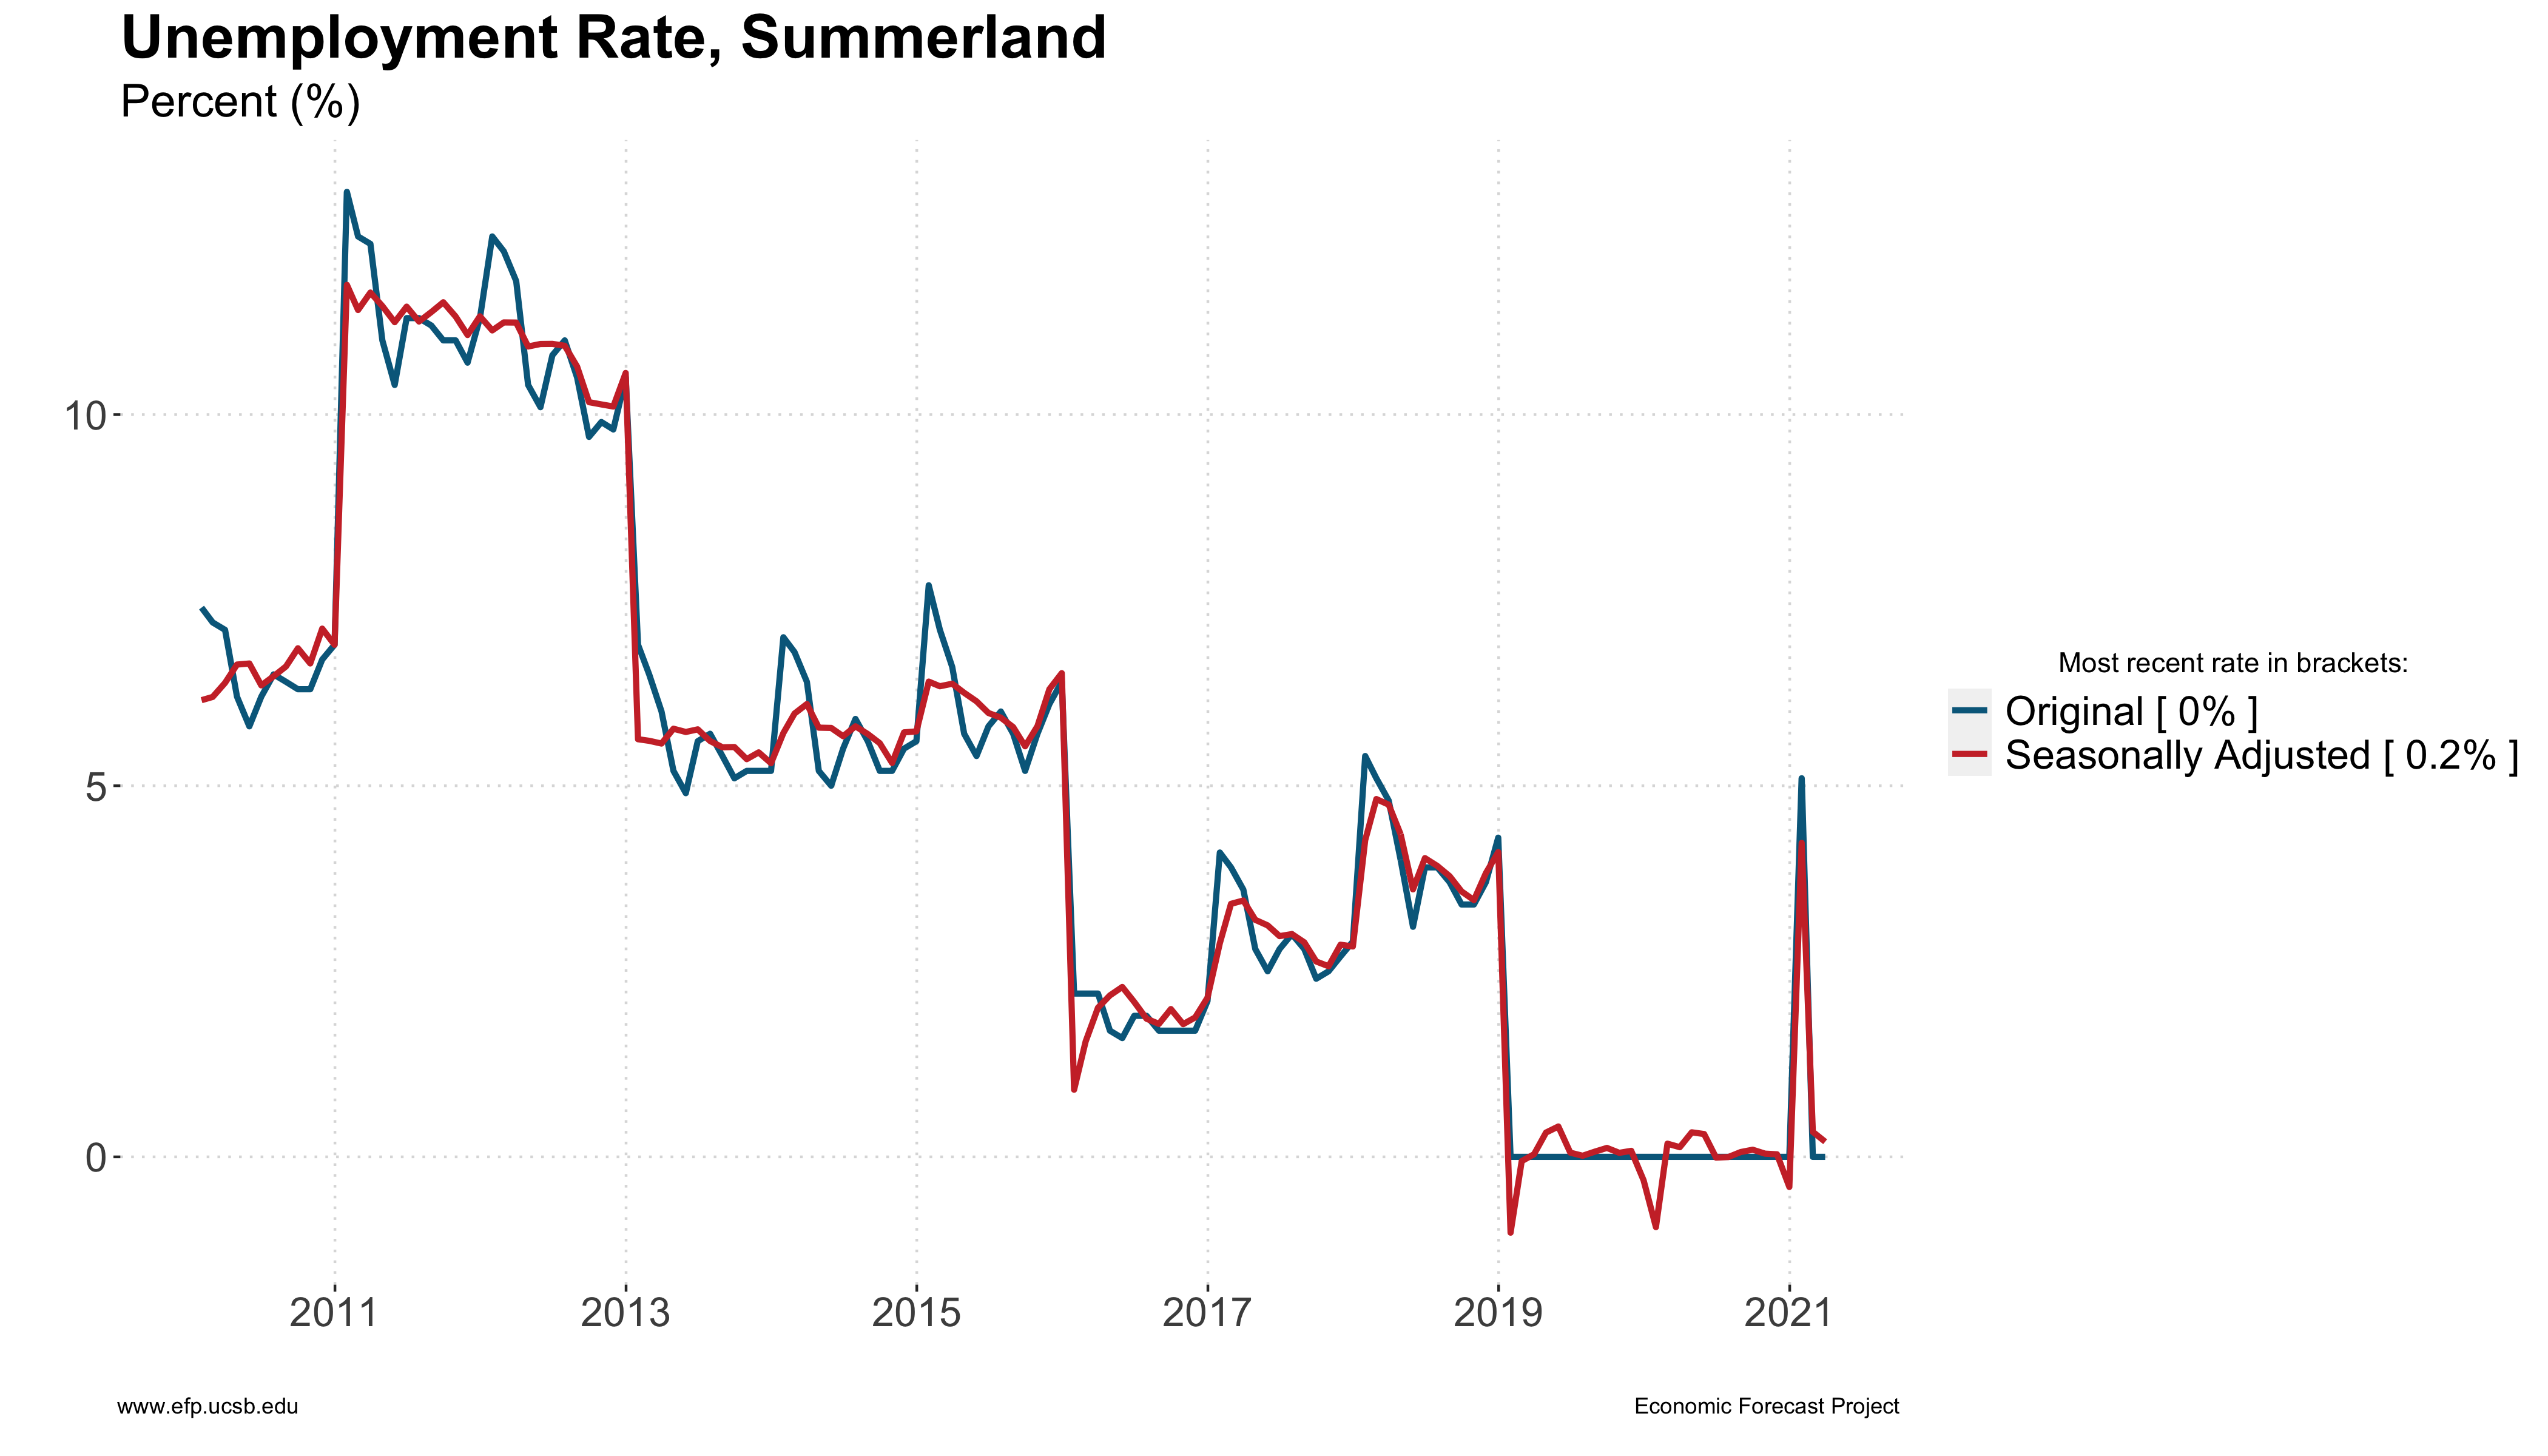 Unemployment Rate, Summerland
Percent (%)
10
5
0
2011 2013 2015 2017 2019 2021
Most recent rate in brackets:
Original [ 0% ]
Seasonally Adjusted [ 0.2% ]
www.efp.ucsb.edu
Economic Forecast Project